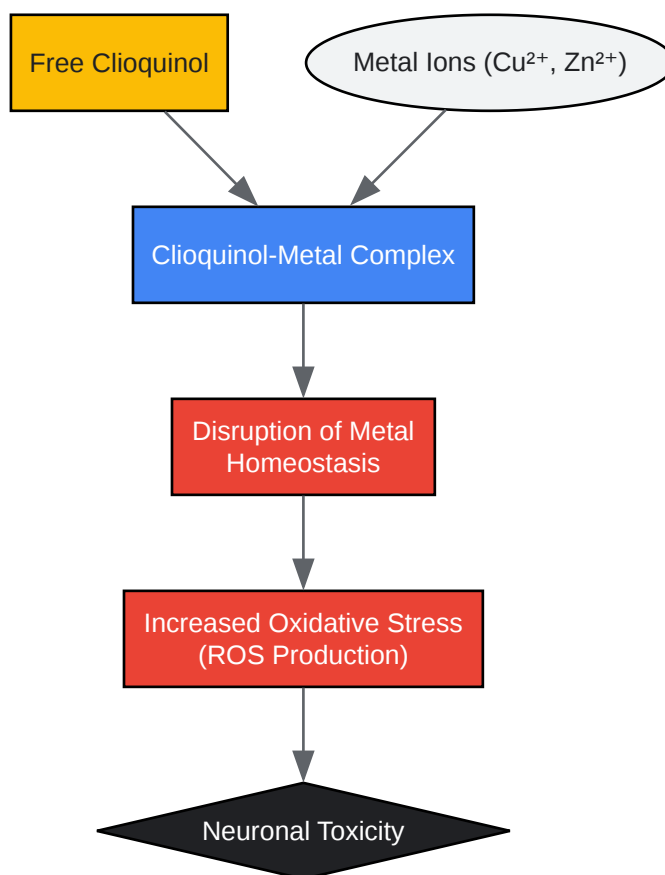 Free Clioquinol
Metal Ions (Cu²⁺, Zn²⁺)
Clioquinol-Metal Complex
Disruption of Metal
Homeostasis
Increased Oxidative Stress
(ROS Production)
Neuronal Toxicity